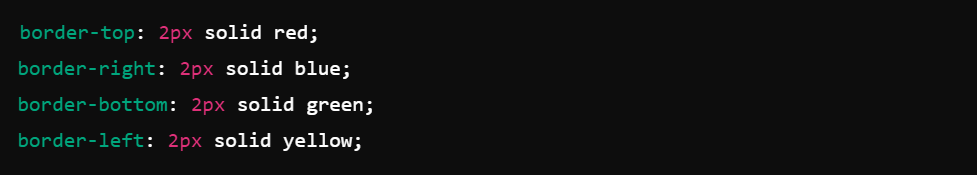 border-top: 2px solid red;
border-right: 2px solid blue;
border-bottom: 2px solid green;
border-left: 2px solid yellow;